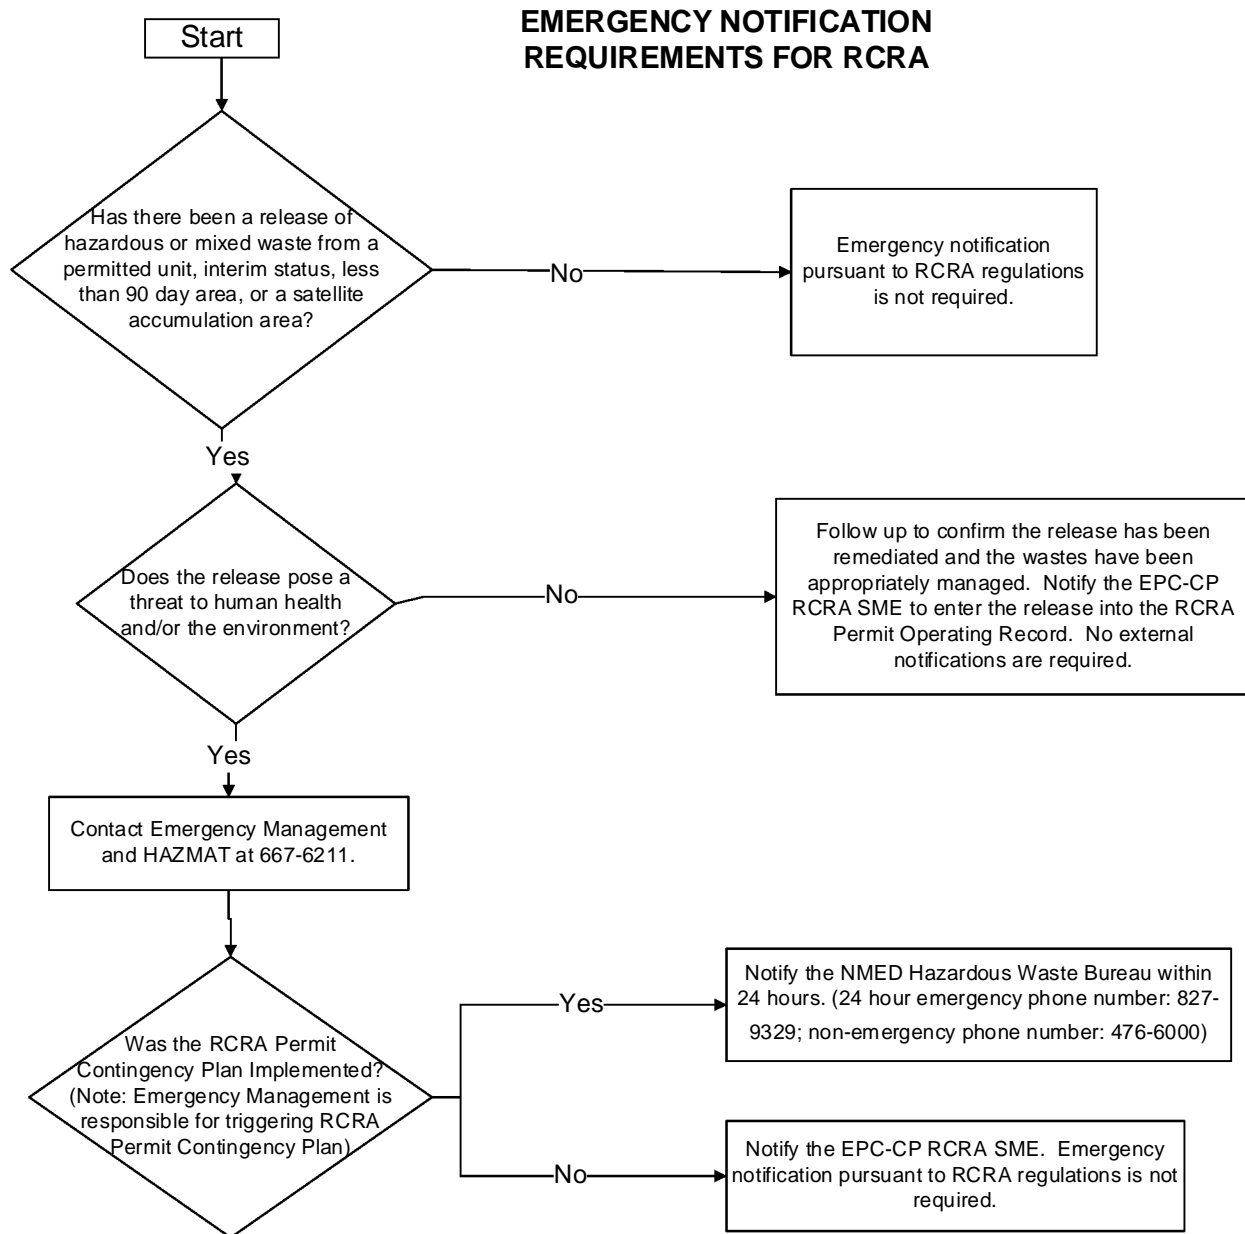 EMERGENCY NOTIFICATION
REQUIREMENTS FOR RCRA
Start
Has there been a release of
hazardous or mixed waste from a
permitted unit, interim status, less
than 90 day area, or a satellite
accumulation area?
No
Emergency notification
pursuant to RCRA regulations
is not required.
Yes
Does the release pose a
threat to human health
and/or the environment?
No
Follow up to confirm the release has been
remediated and the wastes have been
appropriately managed.  Notify the EPC-CP
RCRA SME to enter the release into the RCRA
Permit Operating Record.  No external
notifications are required.
Yes
Contact Emergency Management
and HAZMAT at 667-6211.
Was the RCRA Permit
Contingency Plan Implemented?
(Note: Emergency Management is
responsible for triggering RCRA
Permit Contingency Plan)
Yes
Notify the NMED Hazardous Waste Bureau within
24 hours. (24 hour emergency phone number: 827-
9329; non-emergency phone number: 476-6000)
No
Notify the EPC-CP RCRA SME.  Emergency
notification pursuant to RCRA regulations is not
required.